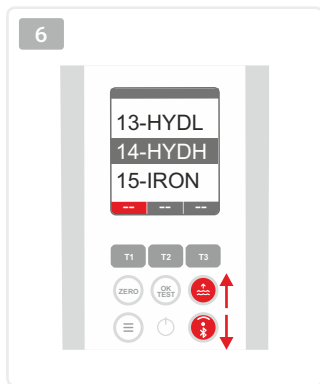 6
13-HYDL
14-HYDH
15-IRON
-- -- --
T1 T2 T3
ZERO OK TEST